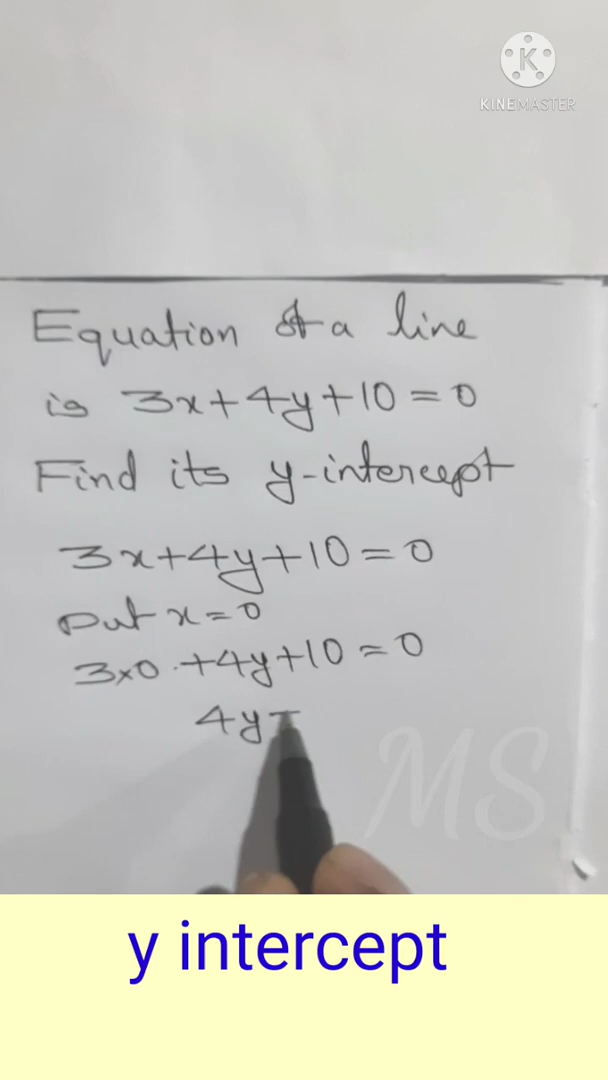 KINEMASTER
Equation of a line
is 3x+4y+10=0
Find its y-intercept
3x+4y+10=0
Put x=0
3×0+4y+10=0
4y
MS
y intercept